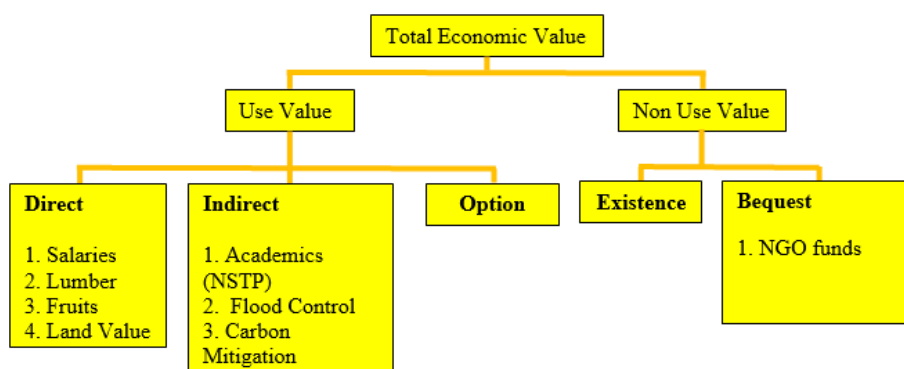 Total Economic Value
Use Value
Non Use Value
Direct
1. Salaries
2. Lumber
3. Fruits
4. Land Value
Indirect
1. Academics
(NSTP)
2. Flood Control
3. Carbon
Mitigation
Option
Existence
Bequest
1. NGO funds